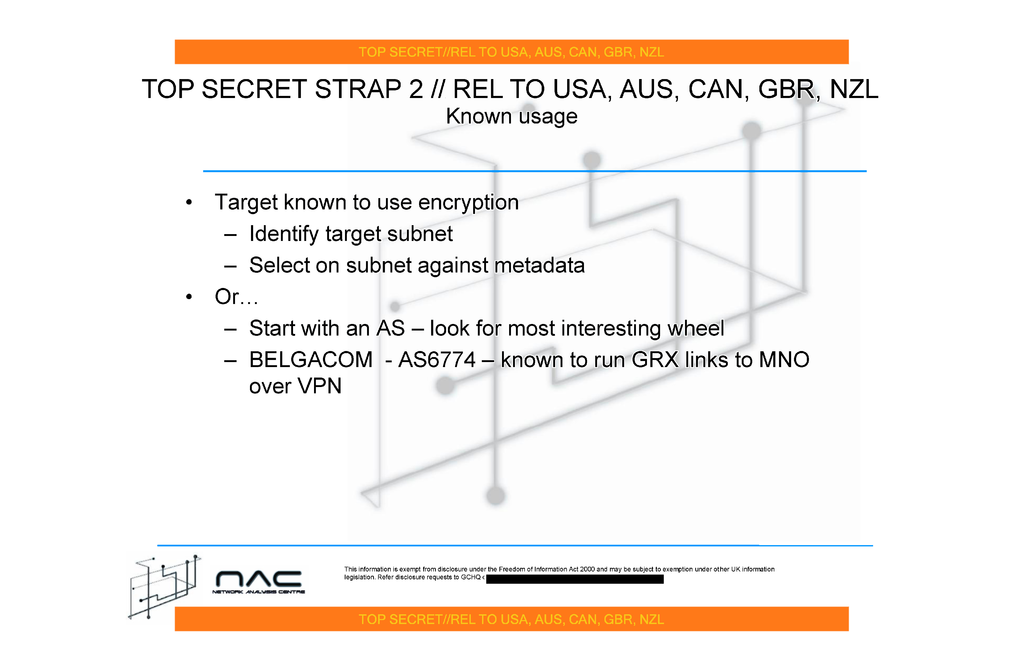 TOP SECRET//REL TO USA, AUS, CAN, GBR, NZL
TOP SECRET STRAP 2 // REL TO USA, AUS, CAN, GBR, NZL
Known usage
• Target known to use encryption
– Identify target subnet
– Select on subnet against metadata
• Or…
– Start with an AS – look for most interesting wheel
– BELGACOM - AS6774 – known to run GRX links to MNO
over VPN
NAC
NETWORK ANALYSIS CENTRE
This information is exempt from disclosure under the Freedom of Information Act 2000 and may be subject to exemption under other UK information
legislation. Refer disclosure requests to GCHQ
TOP SECRET//REL TO USA, AUS, CAN, GBR, NZL